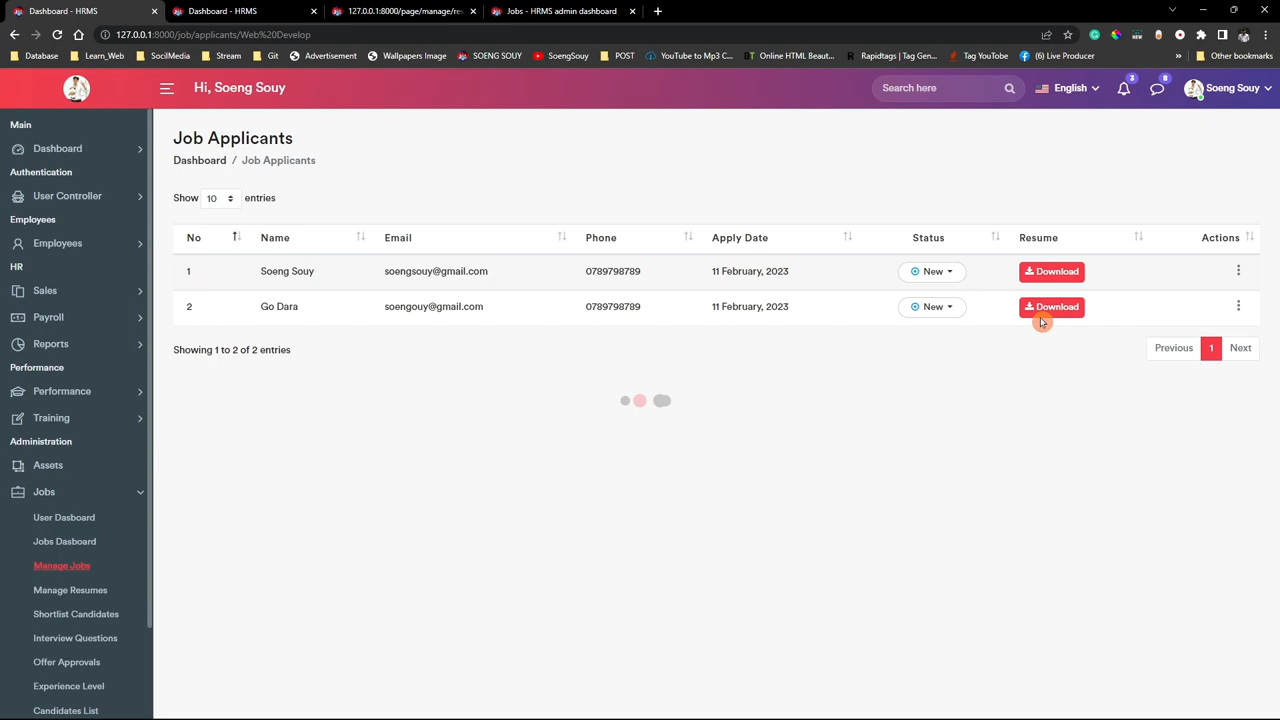 Dashboard - HRMS
Dashboard - HRMS
127.0.0.1:8000/page/manage/res
Jobs - HRMS admin dashboard
127.0.0.1:8000/job/applicants/Web%20Develop
Database
Learn_Web
SocilMedia
Stream
Git
Advertisement
Wallpapers Image
SOENG SOUY
SoengSouy
POST
YouTube to Mp3 C...
Online HTML Beaut...
Rapidtags | Tag Gen...
Tag YouTube
(6) Live Producer
»
Other Bookmarks
Hi, Soeng Souy
Search here
English
3
8
Soeng Souy
Main
Dashboard
Authentication
User Controller
Employees
Employees
HR
Sales
Payroll
Reports
Performance
Performance
Training
Administration
Assets
Jobs
User Dasboard
Jobs Dasboard
Manage Jobs
Manage Resumes
Shortlist Candidates
Interview Questions
Offer Approvals
Experience Level
Candidates List
Job Applicants
Dashboard / Job Applicants
Show 10 entries
No Name Email Phone Apply Date Status Resume Actions
1 Soeng Souy soengsouy@gmail.com 0789798789 11 February, 2023 New Download
2 Go Dara soengouy@gmail.com 0789798789 11 February, 2023 New Download
Showing 1 to 2 of 2 entries
Previous 1 Next